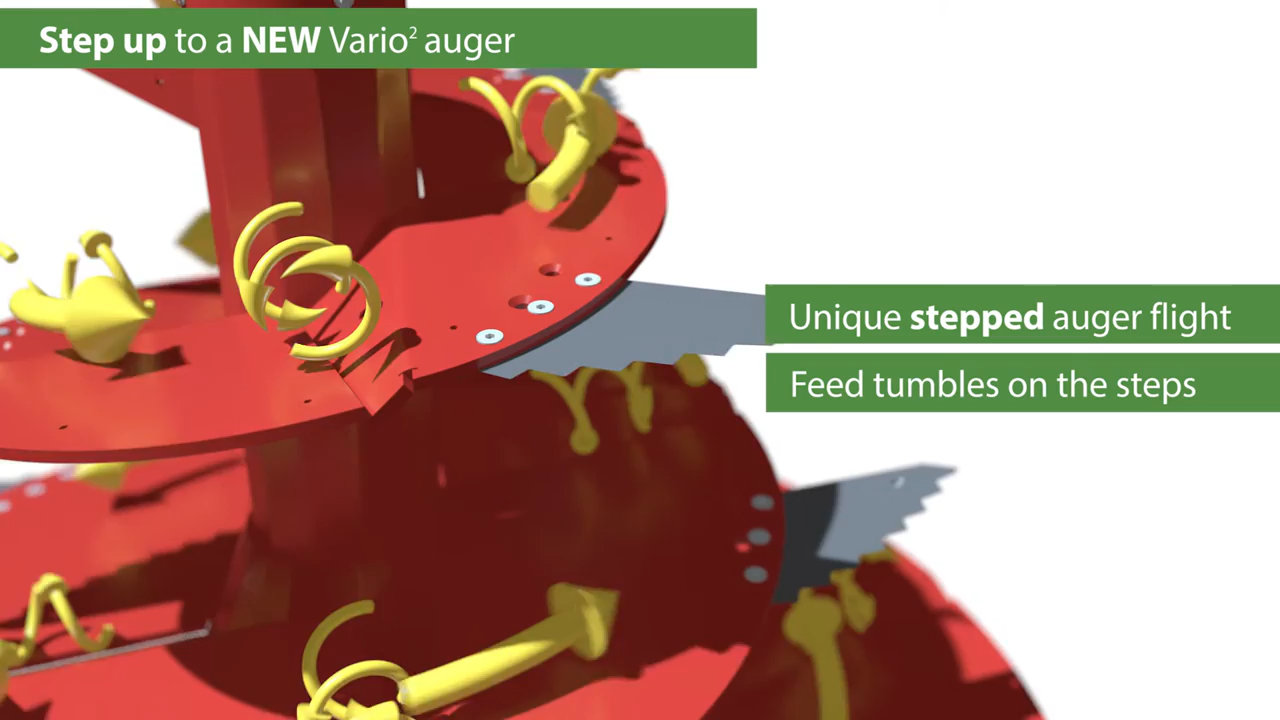 Step up to a NEW Vario² auger
Unique stepped auger flight
Feed tumbles on the steps